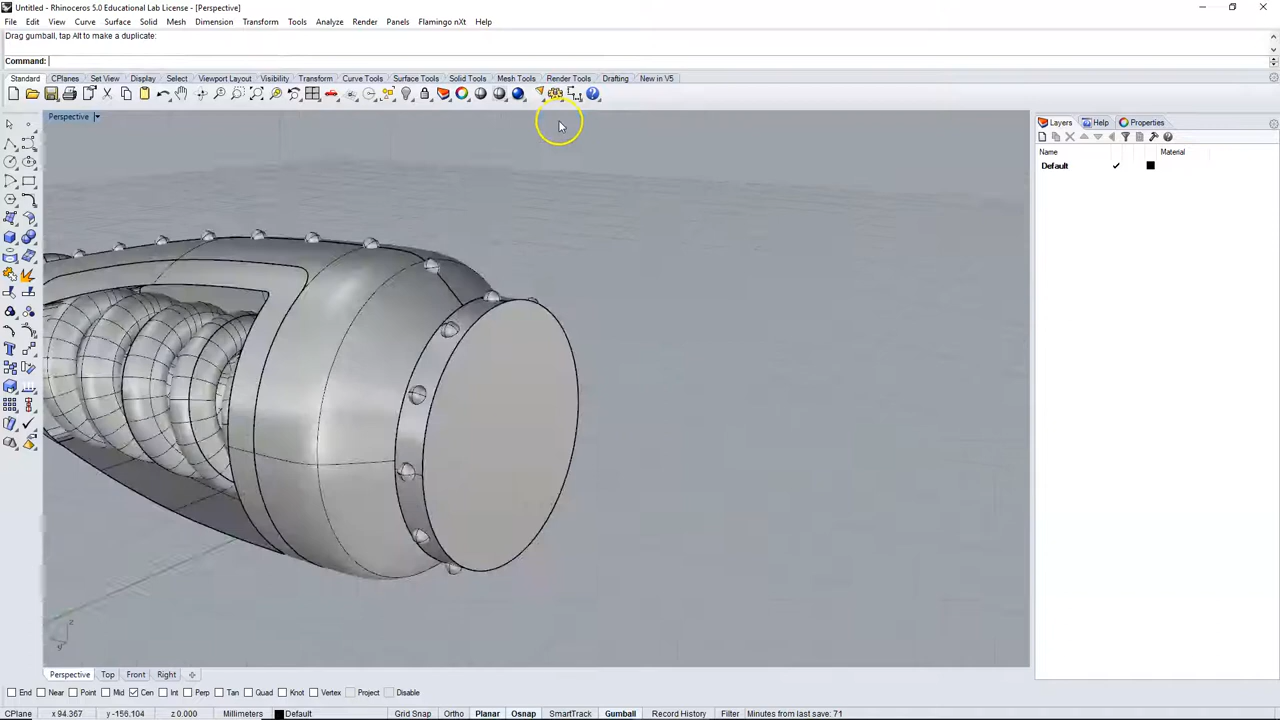 Untitled - Rhinoceros 5.0 Educational Lab License - [Perspective]
File Edit View Curve Surface Solid Mesh Dimension Transform Tools Analyze Render Panels Flamingo nXt Help
Drag gumball, tap Alt to make a duplicate:
Command:
Standard CPlanes Set View Display Select Viewport Layout Visibility Transform Curve Tools Surface Tools Solid Tools Mesh Tools Render Tools Drafting New in V5
Perspective
Layers Help Properties
Name Material
Default
z
y
Perspective Top Front Right
End Near Point Mid Cen Int Perp Tan Quad Knot Vertex Project Disable
CPlane x 94.367 y -156.104 z 0.000 Millimeters Default Grid Snap Ortho Planar Osnap SmartTrack Gumball Record History Filter Minutes from last save: 71